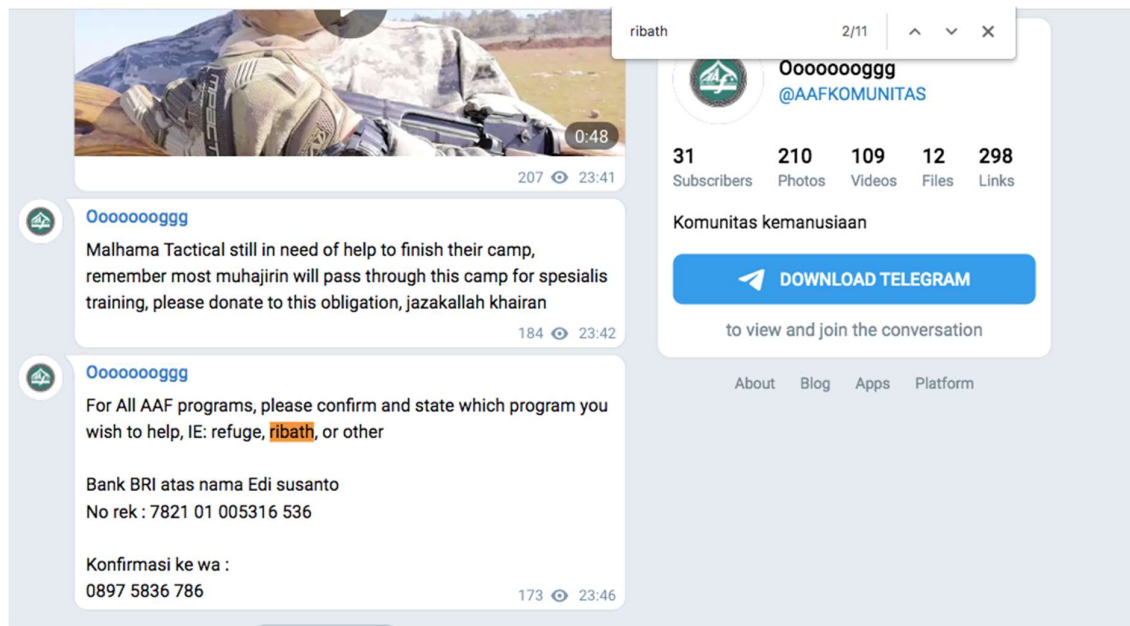 ribath
2/11
0:48
207 23:41
Oooooooggg
Malhama Tactical still in need of help to finish their camp,
remember most muhajirin will pass through this camp for spesialis
training, please donate to this obligation, jazakallah khairan
184 23:42
Oooooooggg
For All AAF programs, please confirm and state which program you
wish to help, IE: refuge, ribath, or other
Bank BRI atas nama Edi susanto
No rek : 7821 01 005316 536
Konfirmasi ke wa :
0897 5836 786
173 23:46
Oooooooggg
@AAFKOMUNITAS
31 210 109 12 298
Subscribers Photos Videos Files Links
Komunitas kemanusiaan
DOWNLOAD TELEGRAM
to view and join the conversation
About Blog Apps Platform